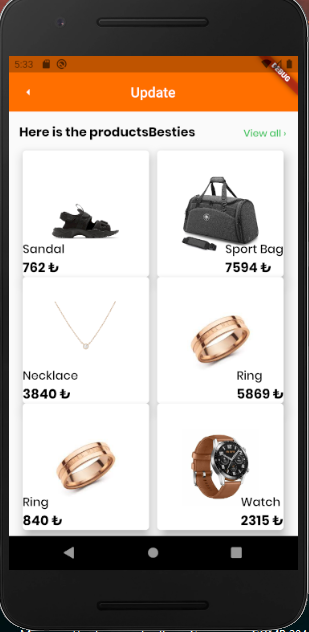 5:33
DEBUG
Update
Here is the productsBesties
View all ›
Sandal
762 ₺
Sport Bag
7594 ₺
Necklace
3840 ₺
Ring
5869 ₺
Ring
840 ₺
Watch
2315 ₺